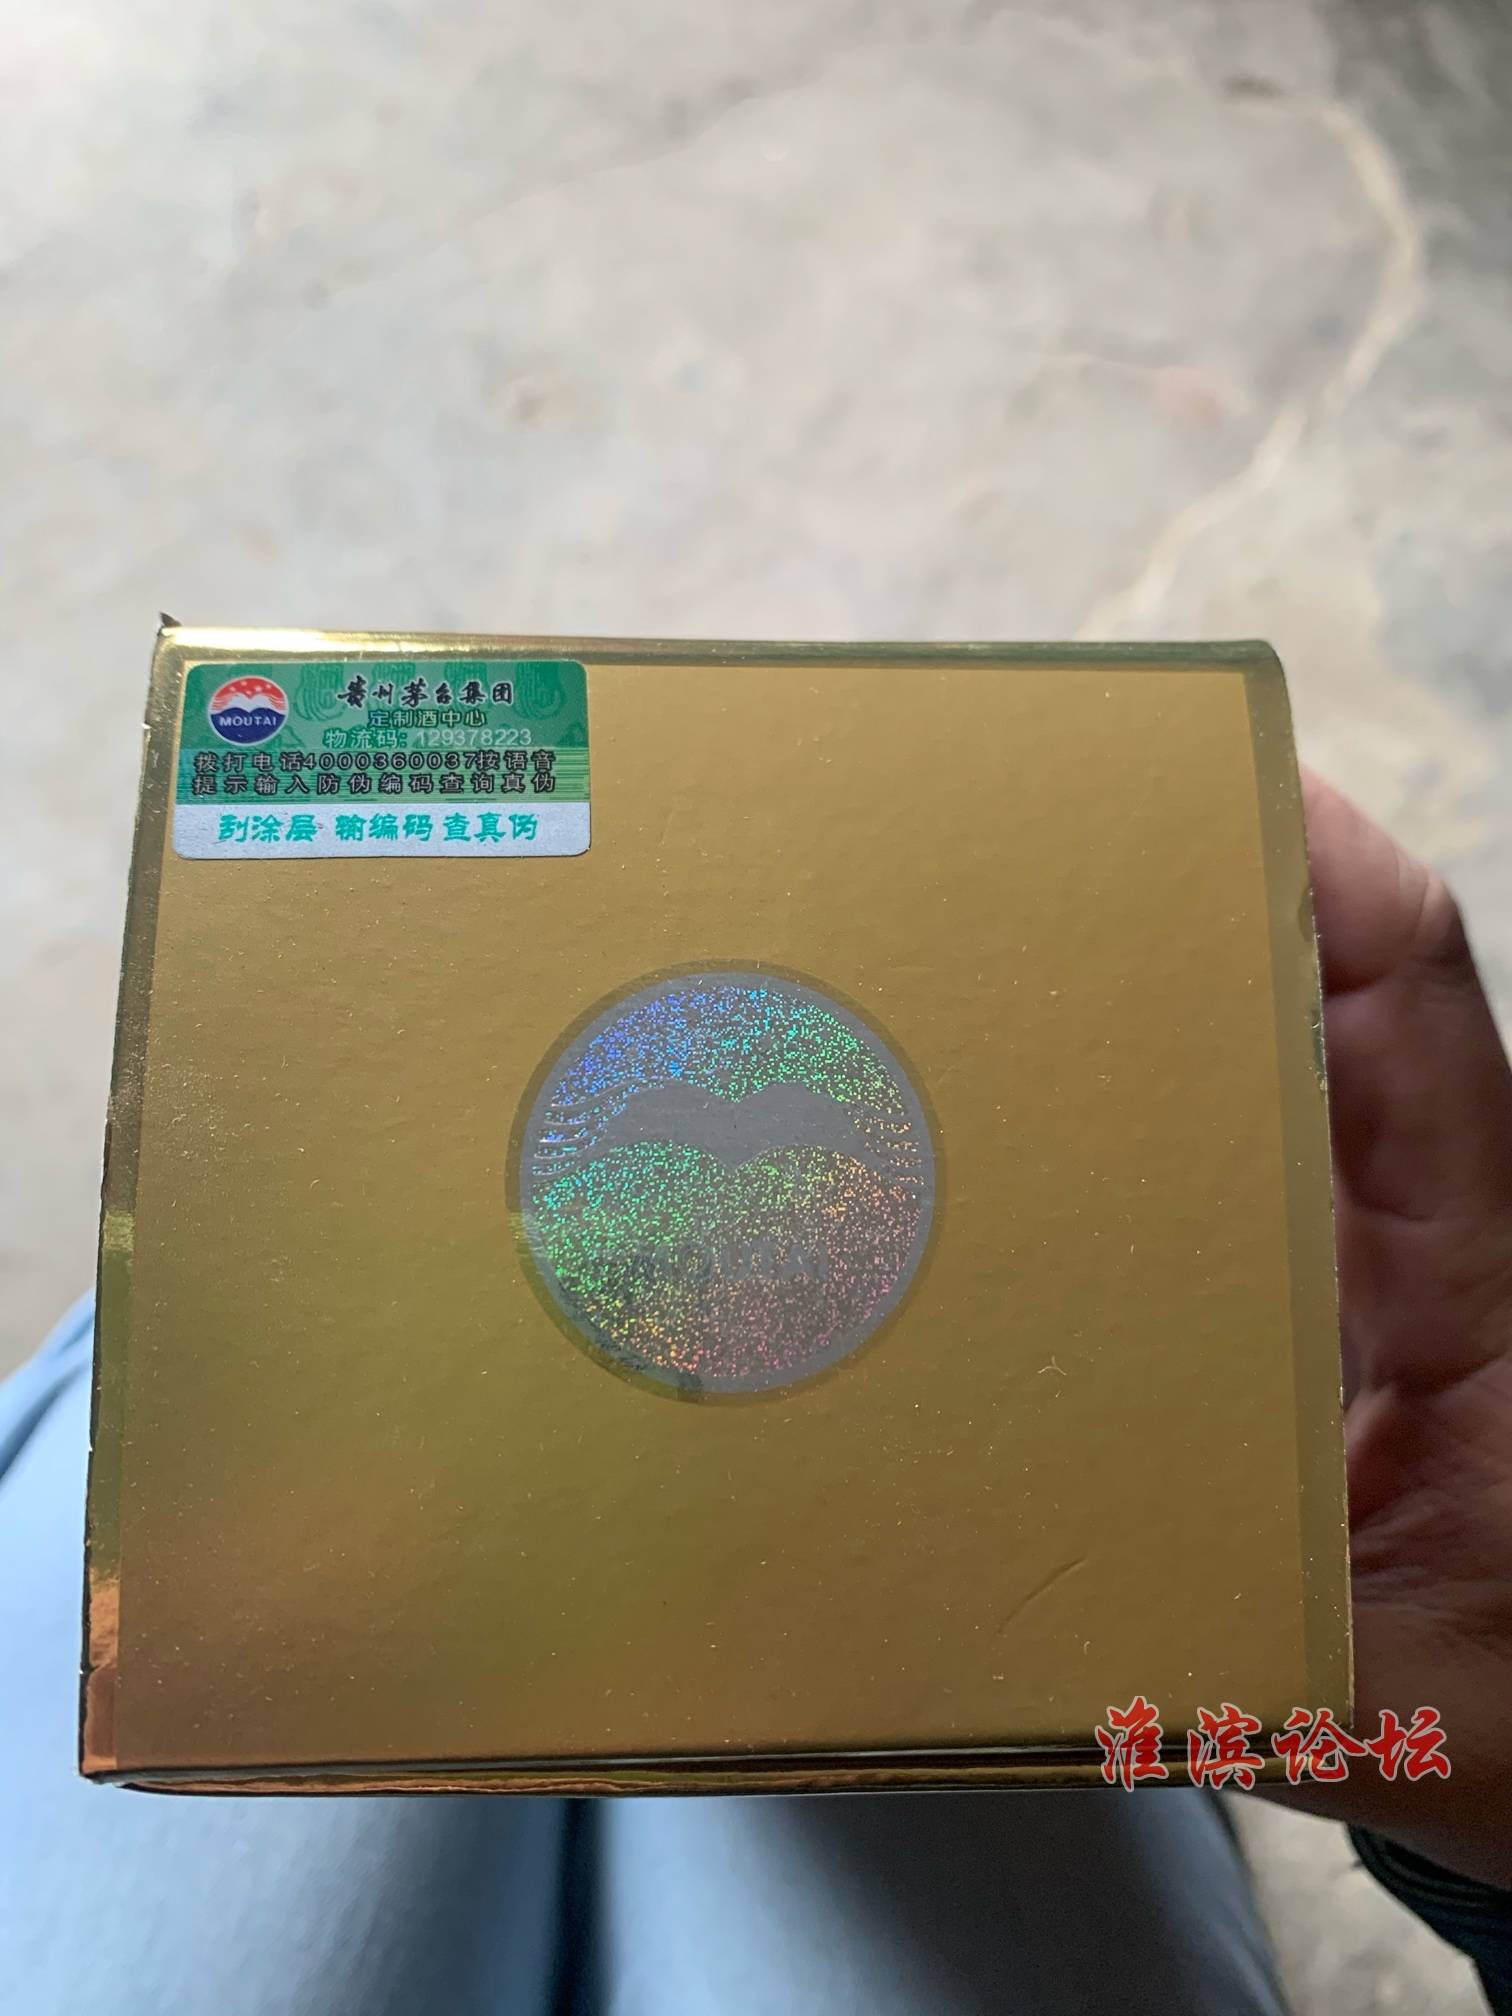 MOUTAI
贵州茅台集团
定制酒中心
物流码: 129378223
拨打电话4000360037按语音
提示输入防伪编码查询真伪
刮涂层 输编码 查真伪
MOUTAI
淮滨论坛